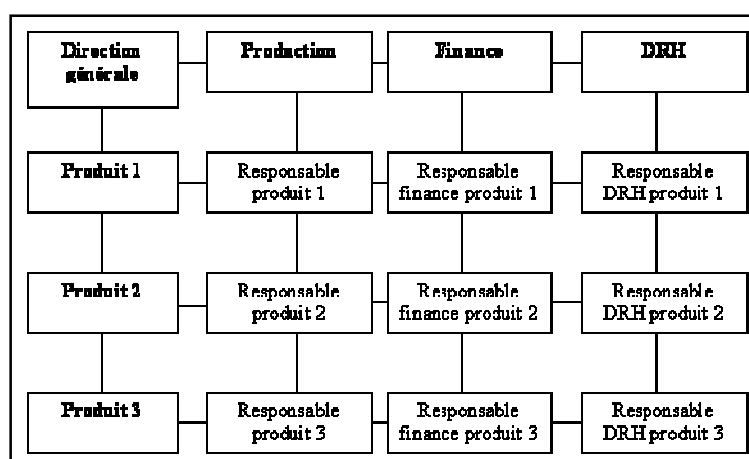 Direction
générale
Production
Finance
DRH
Produit 1
Responsable
produit 1
Responsable
finance produit 1
Responsable
DRH produit 1
Produit 2
Responsable
produit 2
Responsable
finance produit 2
Responsable
DRH produit 2
Produit 3
Responsable
produit 3
Responsable
finance produit 3
Responsable
DRH produit 3